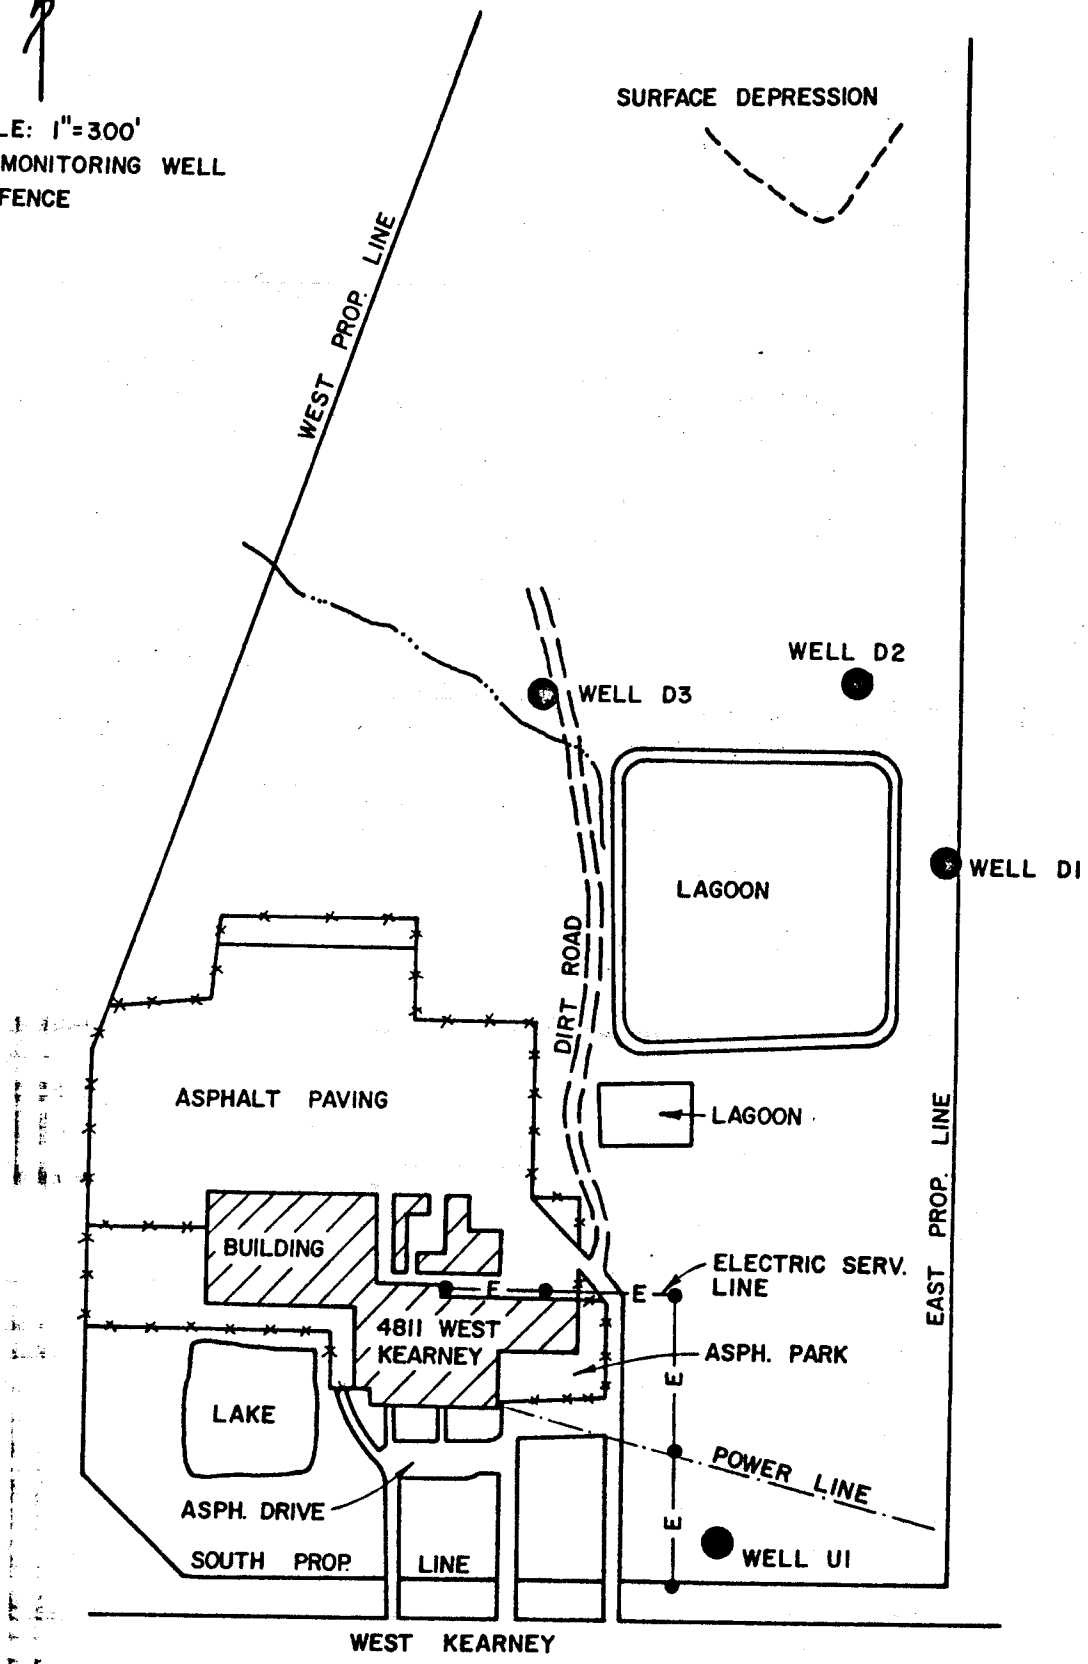 SURFACE DEPRESSION
LE: 1"=300'
MONITORING WELL
FENCE
WEST PROP. LINE
WELL D2
WELL D3
WELL D1
LAGOON
DIRT ROAD
ASPHALT PAVING
LAGOON
EAST PROP. LINE
BUILDING
ELECTRIC SERV.
LINE
E
E
4811 WEST
KEARNEY
ASPH. PARK
E
LAKE
POWER LINE
ASPH. DRIVE
E
SOUTH PROP. LINE
WELL U1
WEST KEARNEY